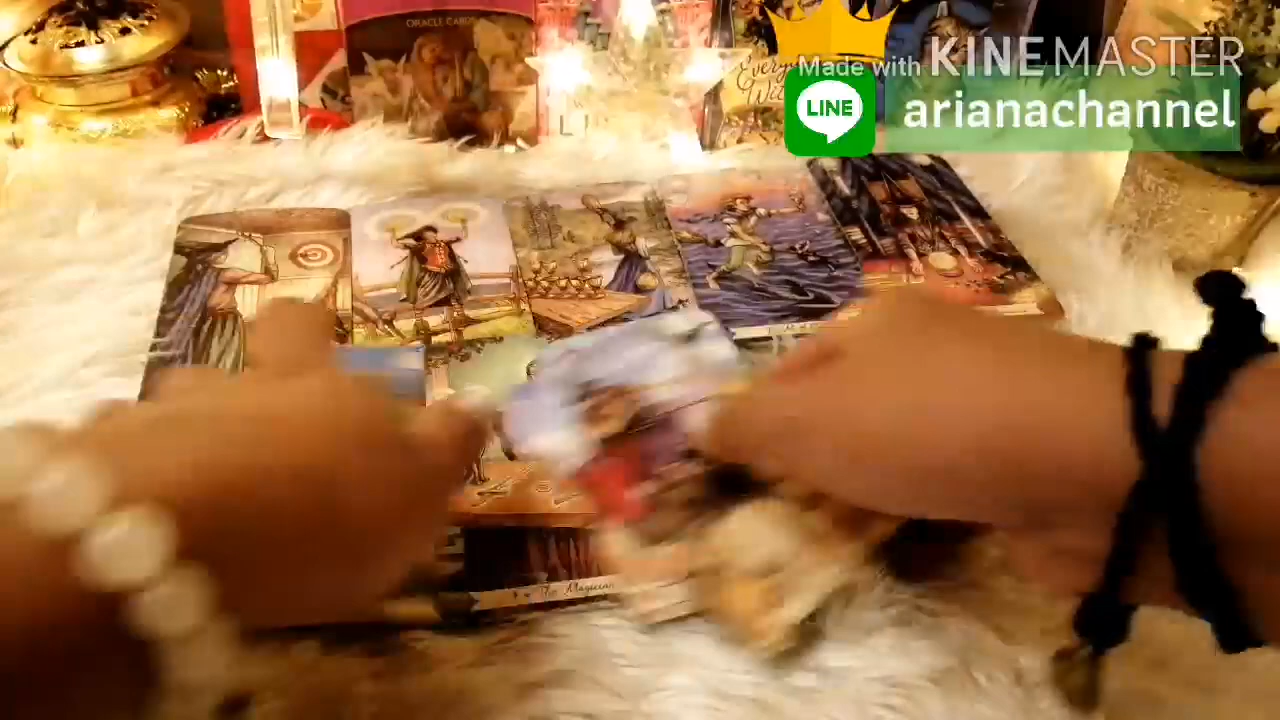 ORACLE CARDS
Made with KINEMASTER
LINE
arianachannel
The Magician